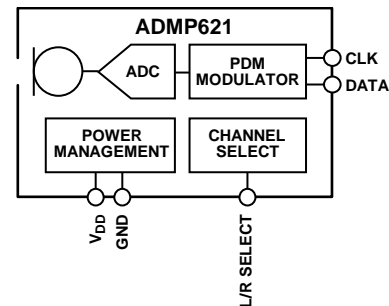 ADMP621
ADC
PDM
MODULATOR
CLK
DATA
POWER
MANAGEMENT
CHANNEL
SELECT
VDD
GND
L/R SELECT